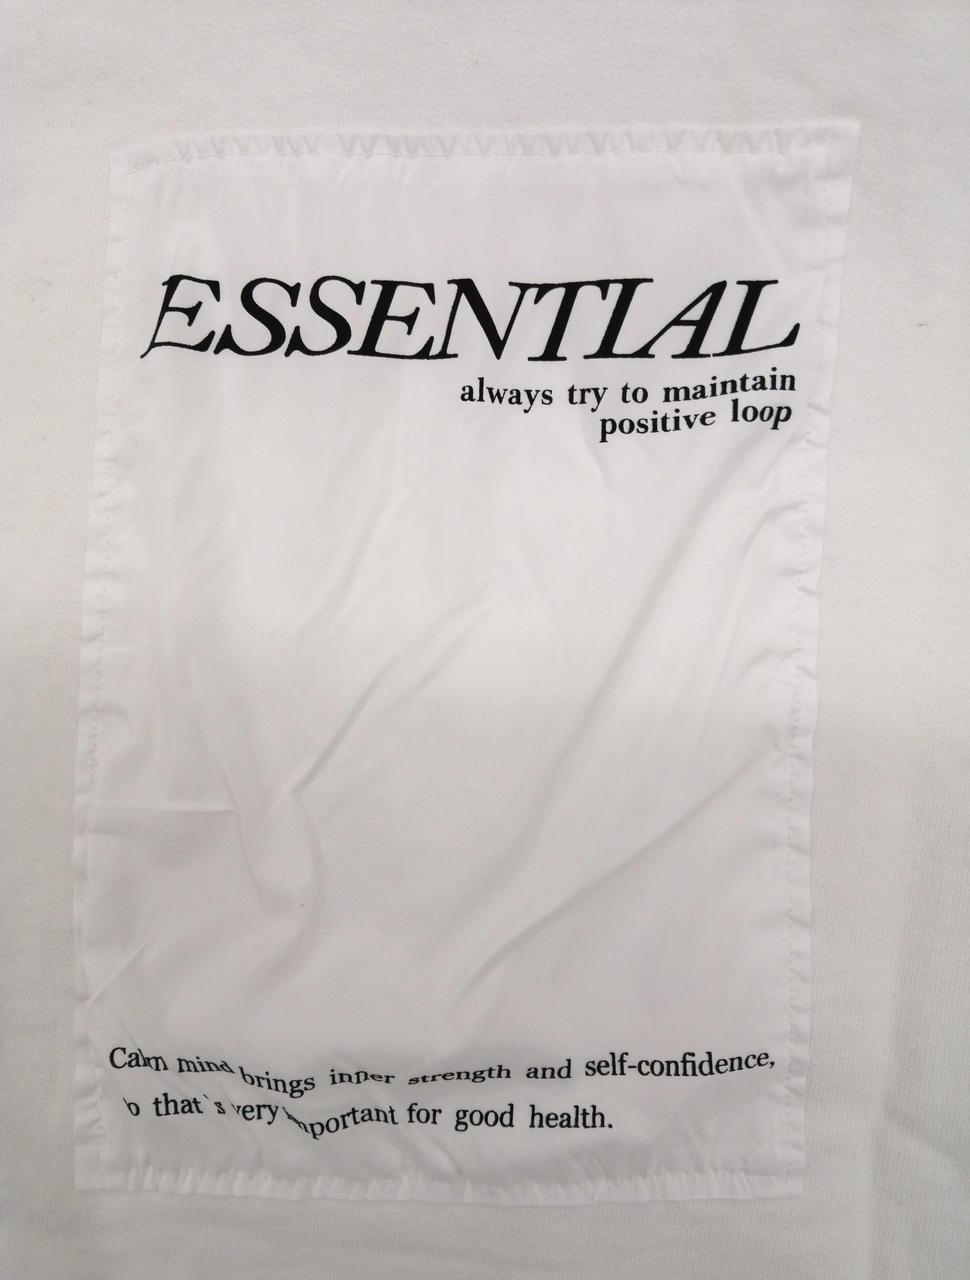 ESSENTIAL
always try to maintain
positive loop
Calm mind brings inner strength and self-confidence,
that`s very important for good health.